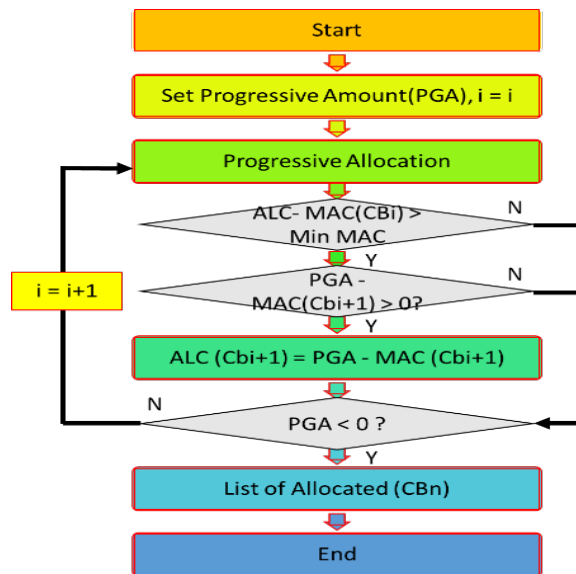 Start
Set Progressive Amount(PGA), i = i
Progressive Allocation
ALC- MAC(CBi) >
Min MAC
N
Y
i = i+1
PGA -
MAC(Cbi+1) > 0?
N
Y
ALC (Cbi+1) = PGA - MAC (Cbi+1)
N
PGA < 0 ?
Y
List of Allocated (CBn)
End